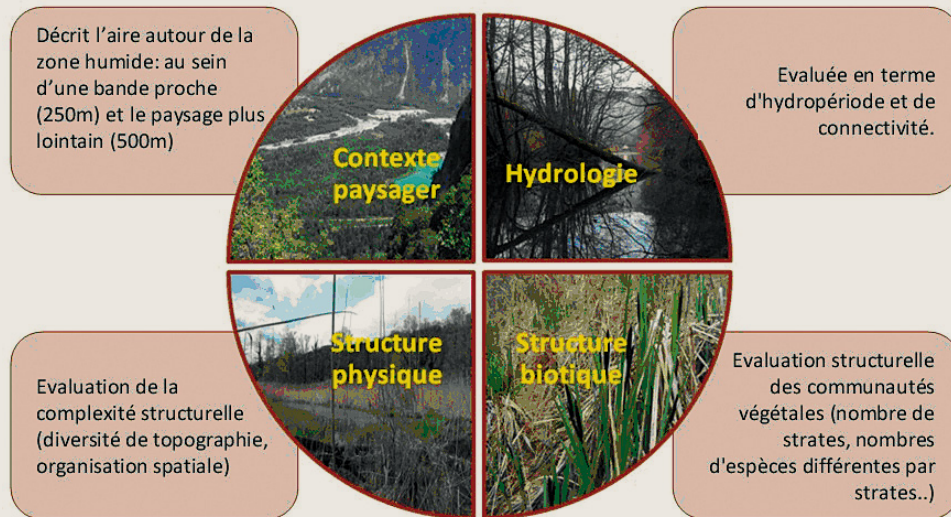 Décrit l’aire autour de la
zone humide: au sein
d’une bande proche
(250m) et le paysage plus
lointain (500m)
Contexte
paysager
Hydrologie
Evaluée en terme
d'hydropériode et de
connectivité.
Evaluation de la
complexité structurelle
(diversité de topographie,
organisation spatiale)
Structure
physique
Structure
biotique
Evaluation structurelle
des communautés
végétales (nombre de
strates, nombres
d'espèces différentes par
strates..)